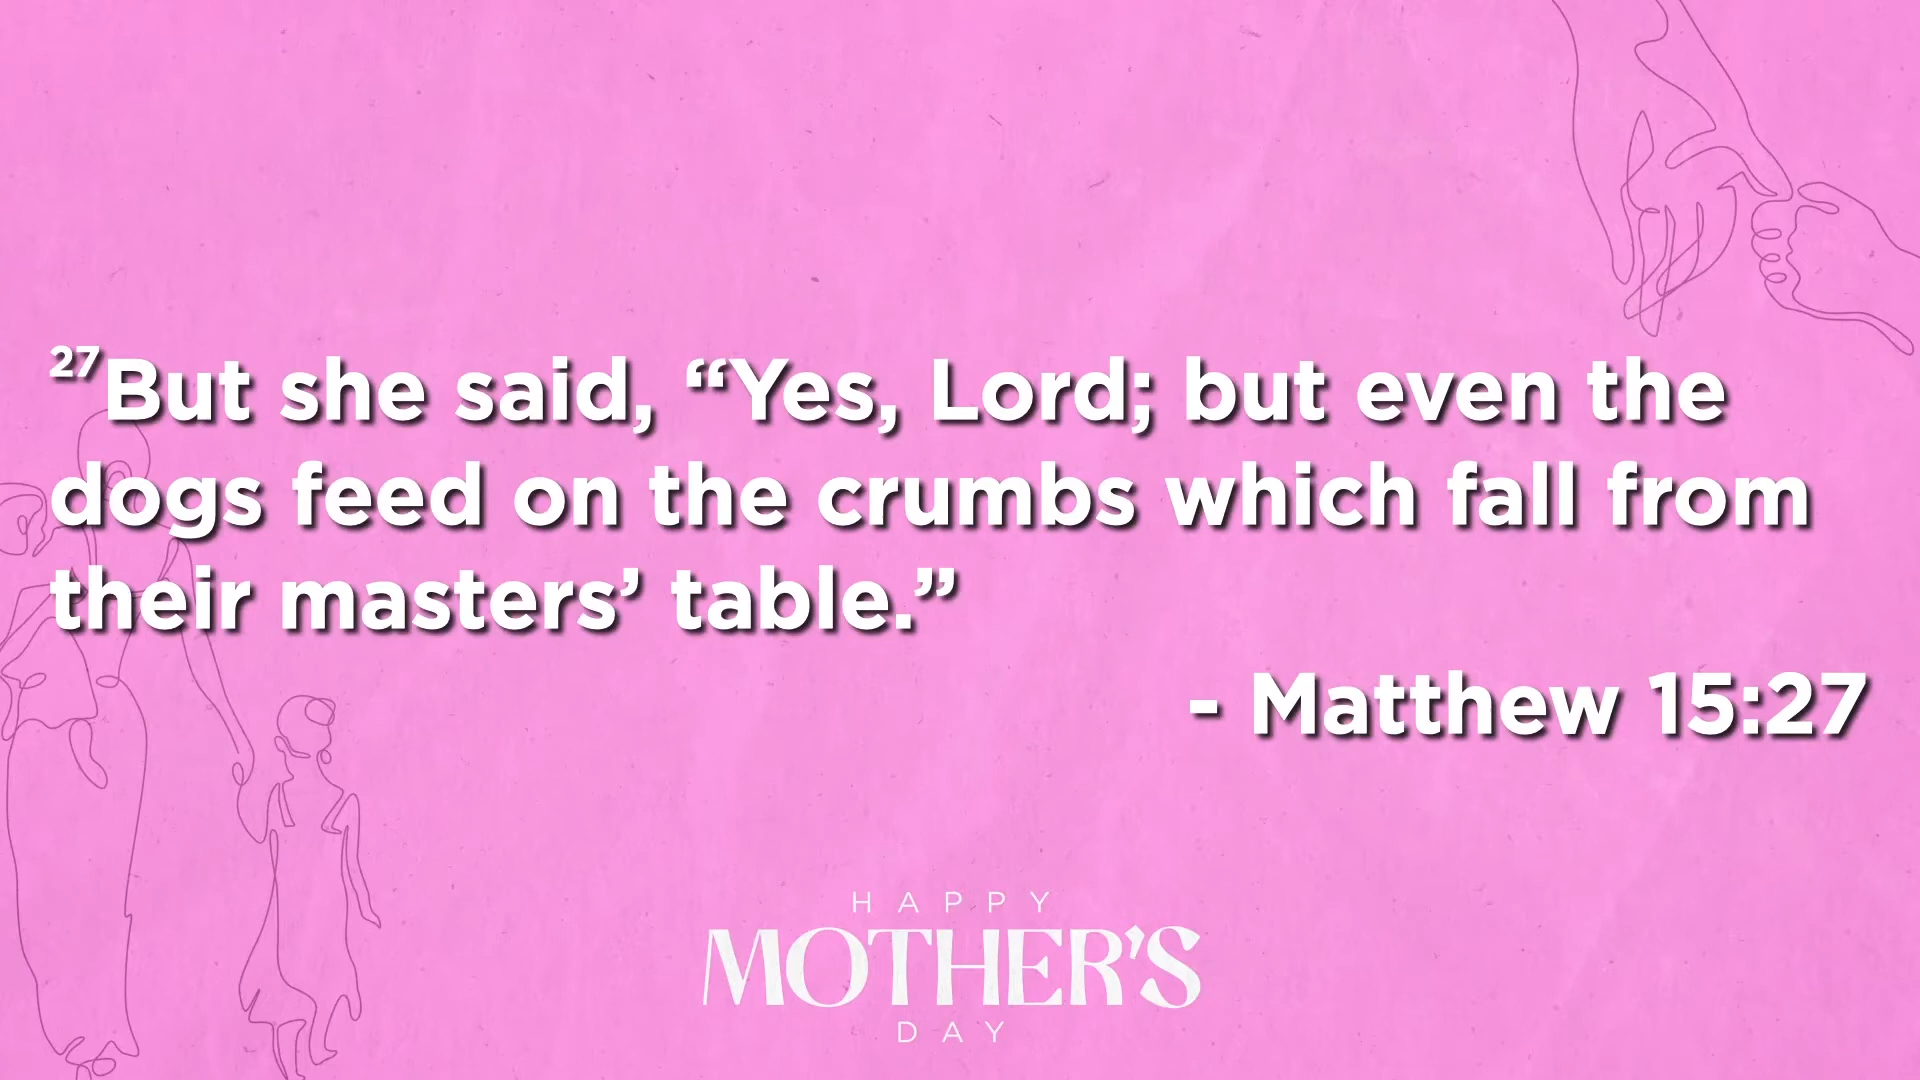 ²⁷But she said, “Yes, Lord; but even the
dogs feed on the crumbs which fall from
their masters’ table.”
- Matthew 15:27
HAPPY
MOTHER’S
DAY